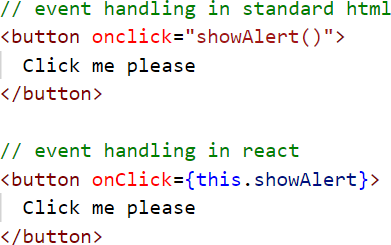 // event handling in standard html
<button onclick="showAlert()">
Click me please
</button>
// event handling in react
<button onClick={this.showAlert}>
Click me please
</button>